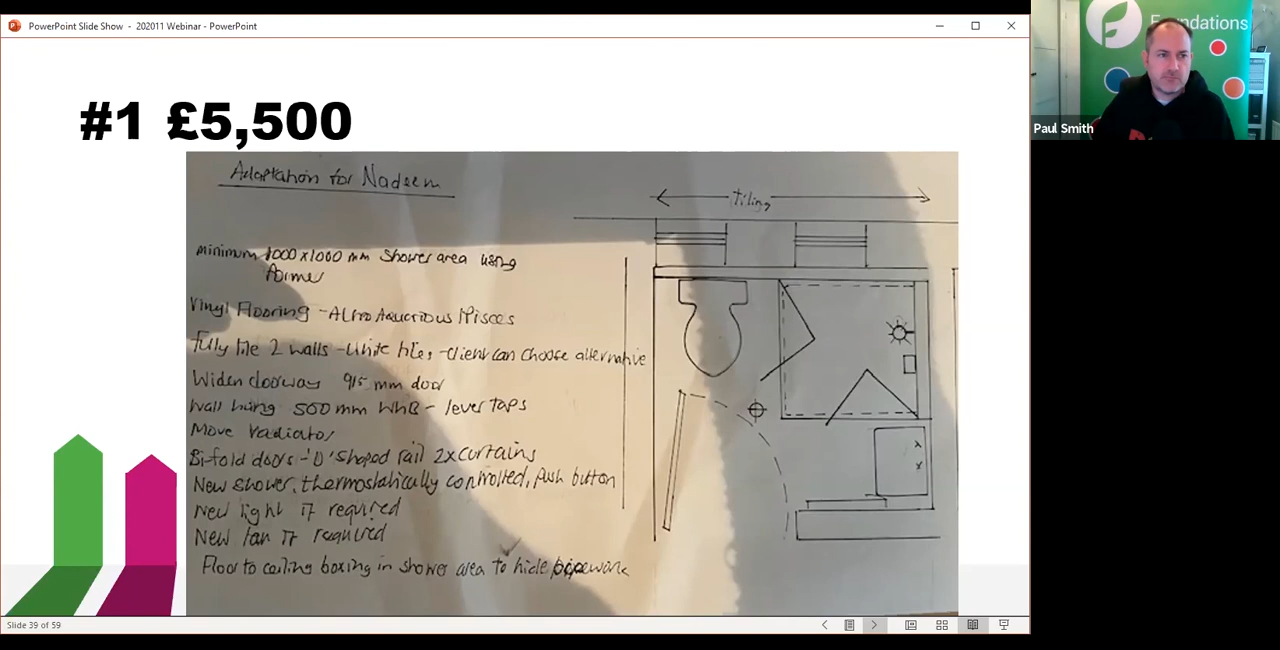 PowerPoint Slide Show - 202011 Webinar - PowerPoint
Foundations
Paul Smith
#1 £5,500
Adaptation for Nadeem
tiling
minimum 1000 x 1000 mm shower area using
former
Vinyl Flooring - Altro Aquarious Pisces
Fully tile 2 walls - white tiles - client can choose alternative
Widen doorway 915 mm door
Wall hung 500 mm WHB - lever taps
Move radiator
Bi-fold doors - 'D' shaped rail 2x curtains
New shower, thermostatically controlled, push button
New light if required
New fan if required
Floor to ceiling boxing in shower area to hide pipework
Slide 39 of 59